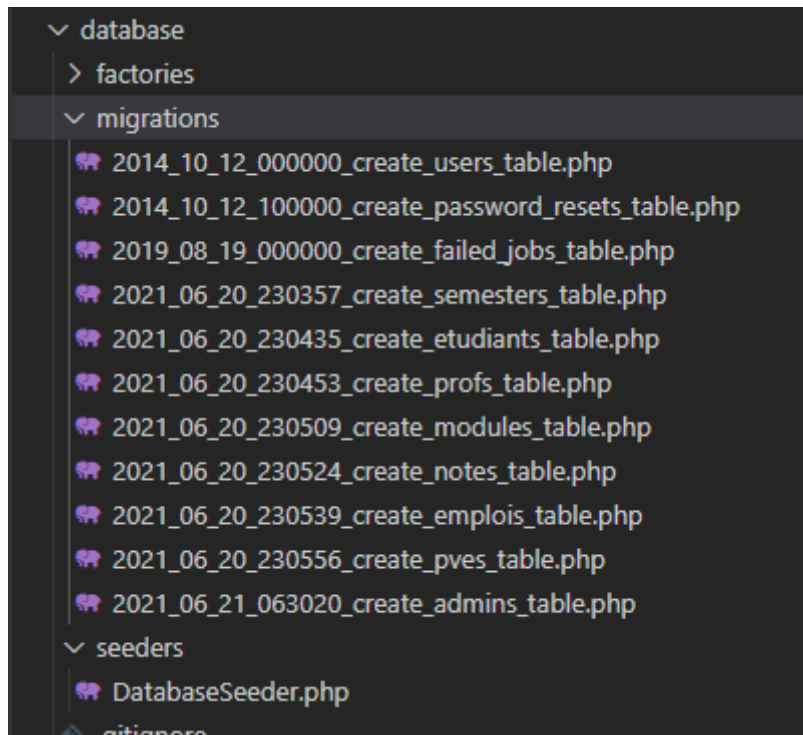 database
factories
migrations
2014_10_12_000000_create_users_table.php
2014_10_12_100000_create_password_resets_table.php
2019_08_19_000000_create_failed_jobs_table.php
2021_06_20_230357_create_semesters_table.php
2021_06_20_230435_create_etudiants_table.php
2021_06_20_230453_create_profs_table.php
2021_06_20_230509_create_modules_table.php
2021_06_20_230524_create_notes_table.php
2021_06_20_230539_create_emplois_table.php
2021_06_20_230556_create_pves_table.php
2021_06_21_063020_create_admins_table.php
seeders
DatabaseSeeder.php
.gitignore